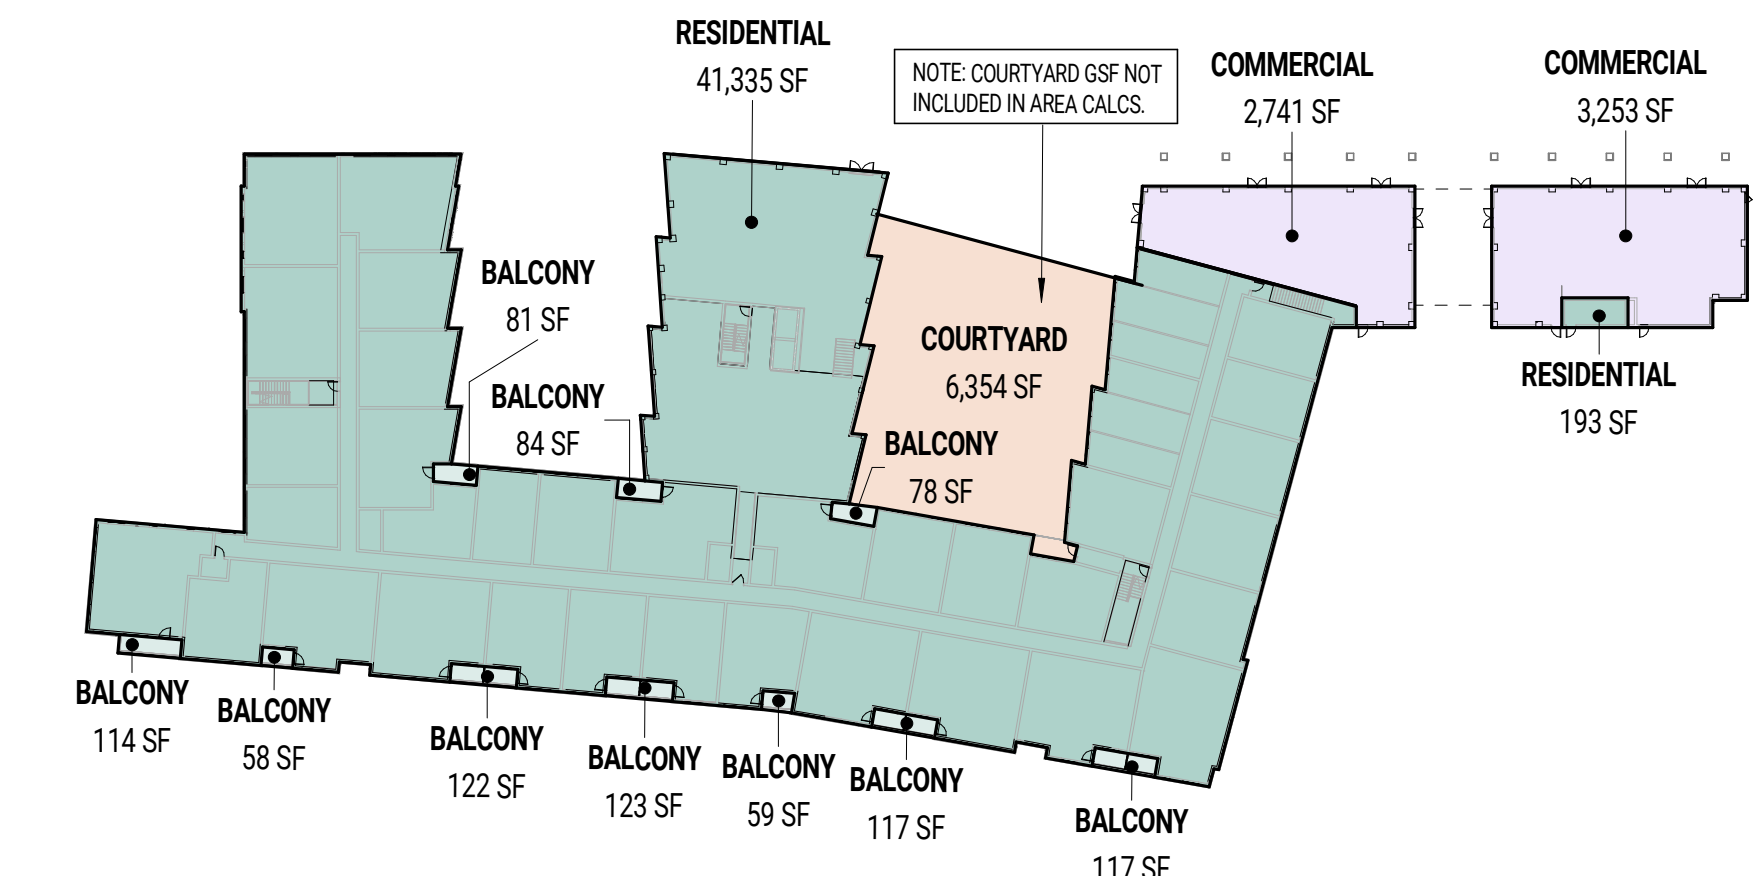 RESIDENTIAL
41,335 SF
NOTE: COURTYARD GSF NOT
INCLUDED IN AREA CALCS.
COMMERCIAL
2,741 SF
COMMERCIAL
3,253 SF
BALCONY
81 SF
BALCONY
84 SF
COURTYARD
6,354 SF
BALCONY
78 SF
RESIDENTIAL
193 SF
BALCONY
114 SF
BALCONY
58 SF
BALCONY
122 SF
BALCONY
123 SF
BALCONY
59 SF
BALCONY
117 SF
BALCONY
117 SF